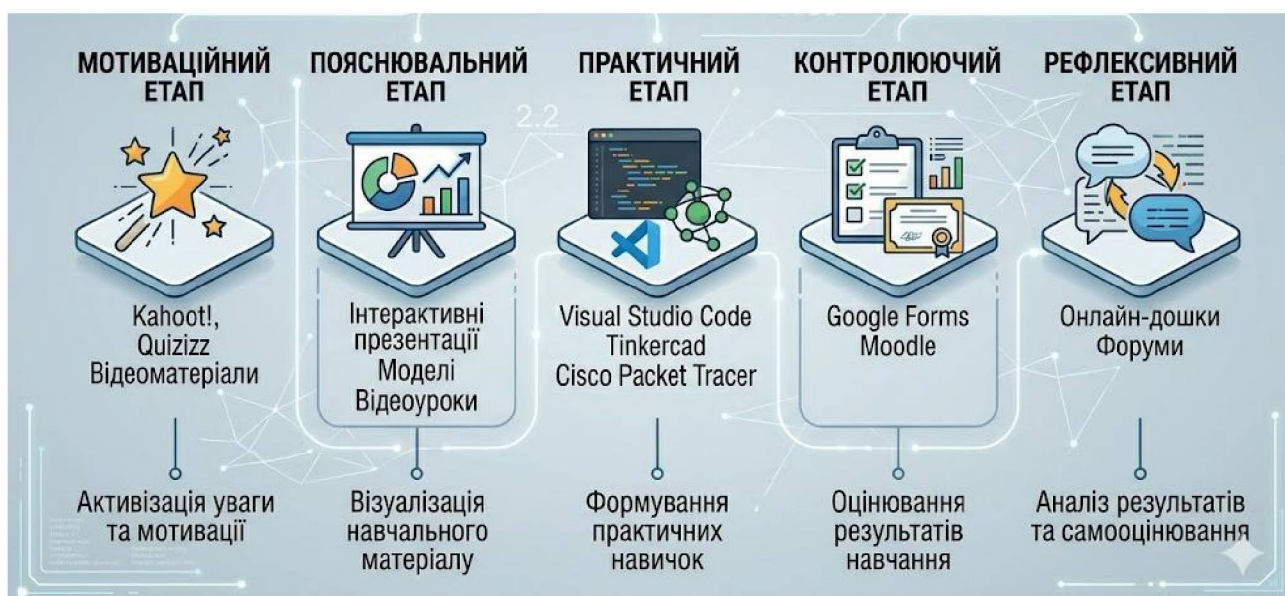 МОТИВАЦІЙНИЙ
ЕТАП
Kahoot!,
Quizizz
Відеоматеріали
Активізація уваги
та мотивації
ПОЯСНЮВАЛЬНИЙ
ЕТАП
2.2
Інтерактивні
презентації
Моделі
Відеоуроки
Візуалізація
навчального
матеріалу
ПРАКТИЧНИЙ
ЕТАП
Visual Studio Code
Tinkercad
Cisco Packet Tracer
Формування
практичних
навичок
КОНТРОЛЮЮЧИЙ
ЕТАП
Google Forms
Moodle
Оцінювання
результатів
навчання
РЕФЛЕКСИВНИЙ
ЕТАП
Онлайн-дошки
Форуми
Аналіз результатів
та самооцінювання